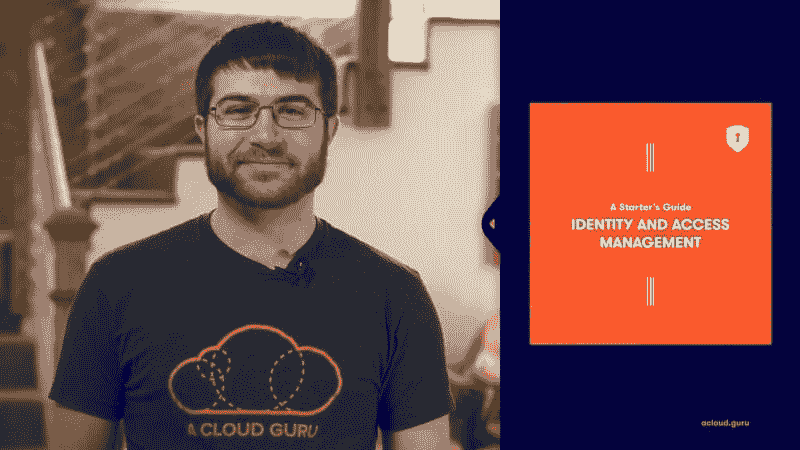 A CLOUD GURU
A Starter's Guide
IDENTITY AND ACCESS
MANAGEMENT
acloud.guru